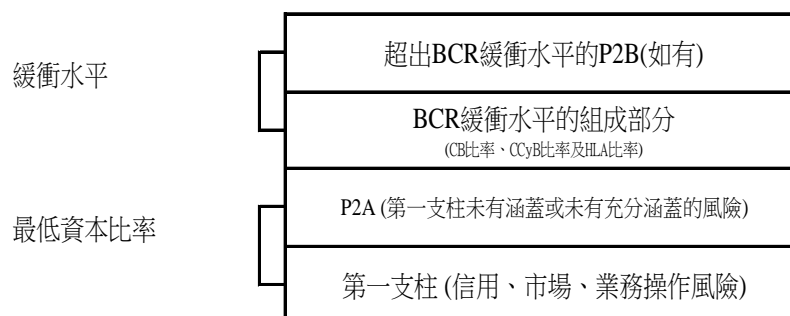 超出BCR緩衝水平的P2B(如有)
緩衝水平
BCR緩衝水平的組成部分
(CB比率、CCyB比率及HLA比率)
P2A (第一支柱未有涵蓋或未有充分涵蓋的風險)
最低資本比率
第一支柱 (信用、市場、業務操作風險)